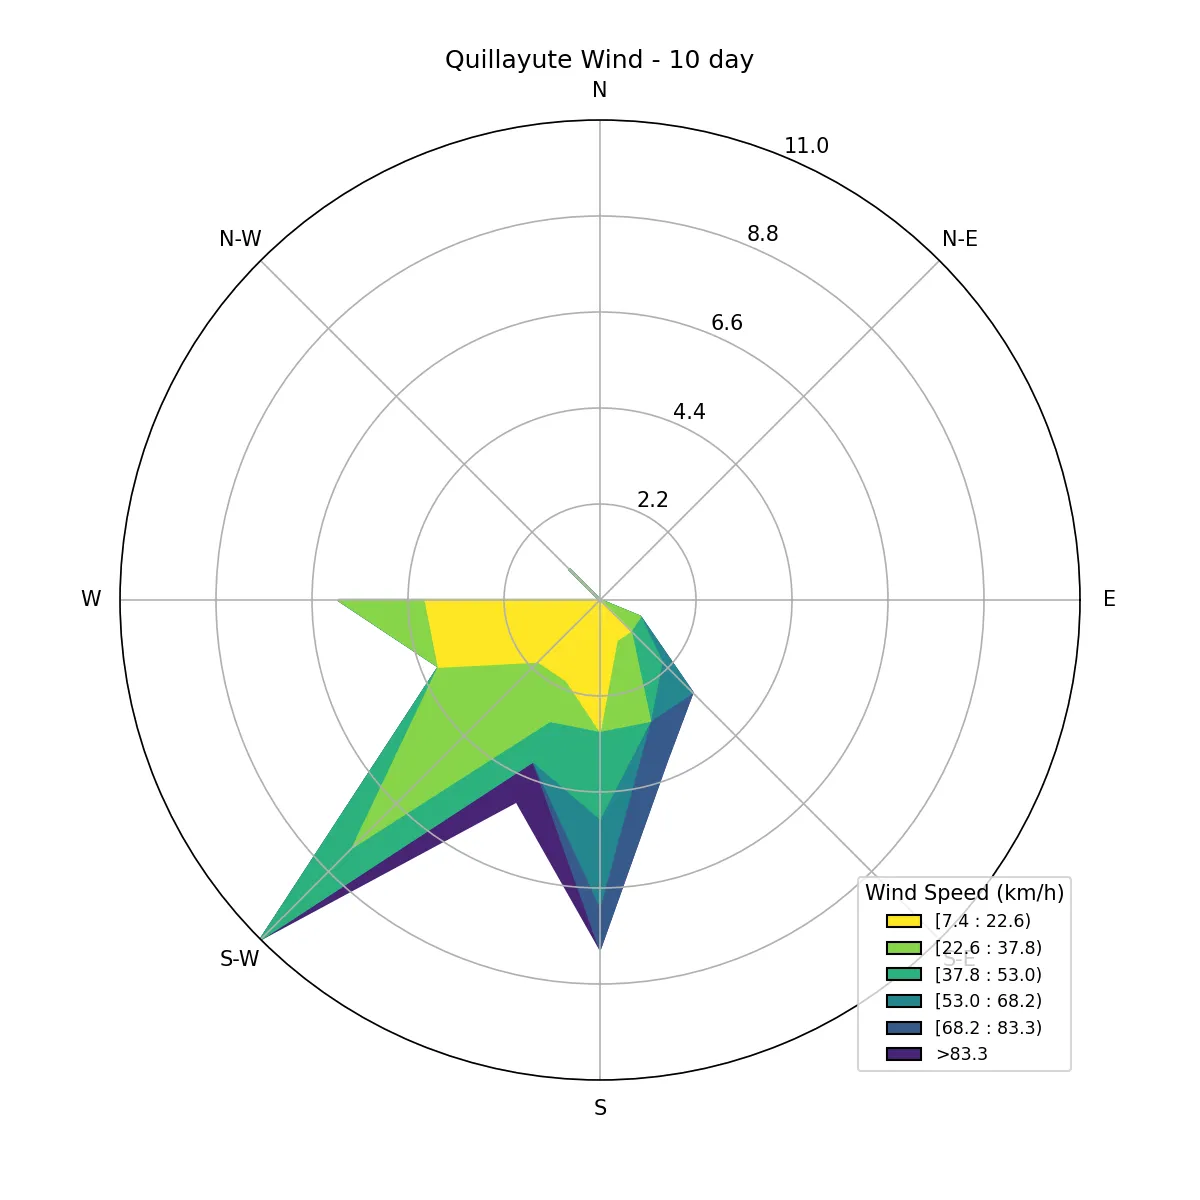 Quillayute Wind - 10 day
N
11.0
N-W
8.8
N-E
6.6
4.4
2.2
W
E
S-W
S-E
S
Wind Speed (km/h)
[7.4 : 22.6)
[22.6 : 37.8)
[37.8 : 53.0)
[53.0 : 68.2)
[68.2 : 83.3)
>83.3